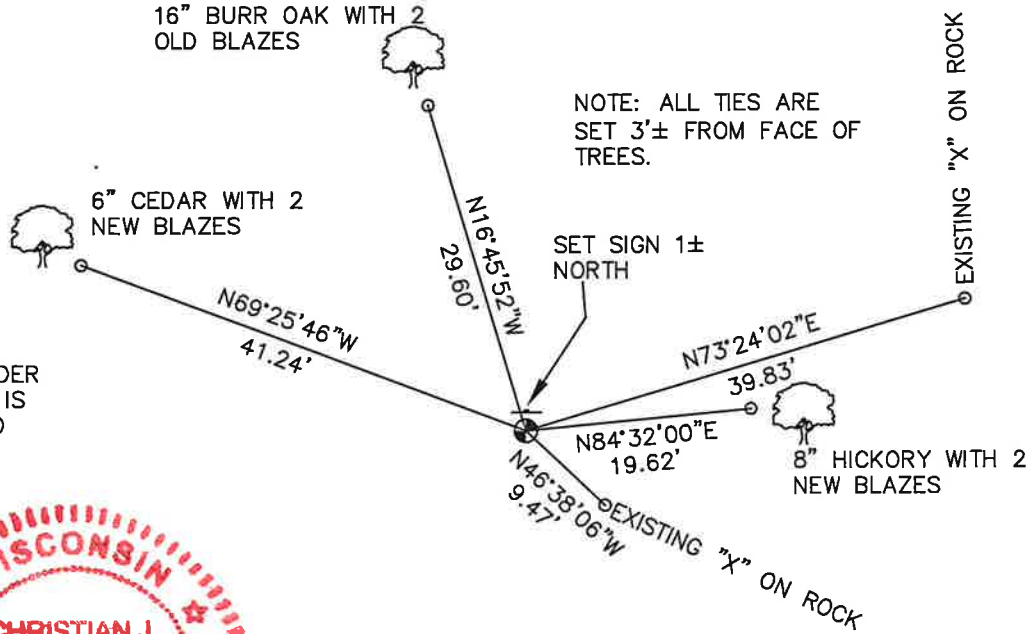 16” BURR OAK WITH 2
OLD BLAZES
NOTE: ALL TIES ARE
SET 3'± FROM FACE OF
TREES.
EXISTING "X" ON ROCK
6” CEDAR WITH 2
NEW BLAZES
N16°45'52"W
29.60'
SET SIGN 1±
NORTH
N69°25'46"W
41.24'
N73°24'02"E
39.83'
DER
IS
N84°32'00"E
19.62'
8” HICKORY WITH 2
NEW BLAZES
N46°38'06"W
9.47'
EXISTING "X" ON ROCK
ISCONSIN
CHRISTIAN J.